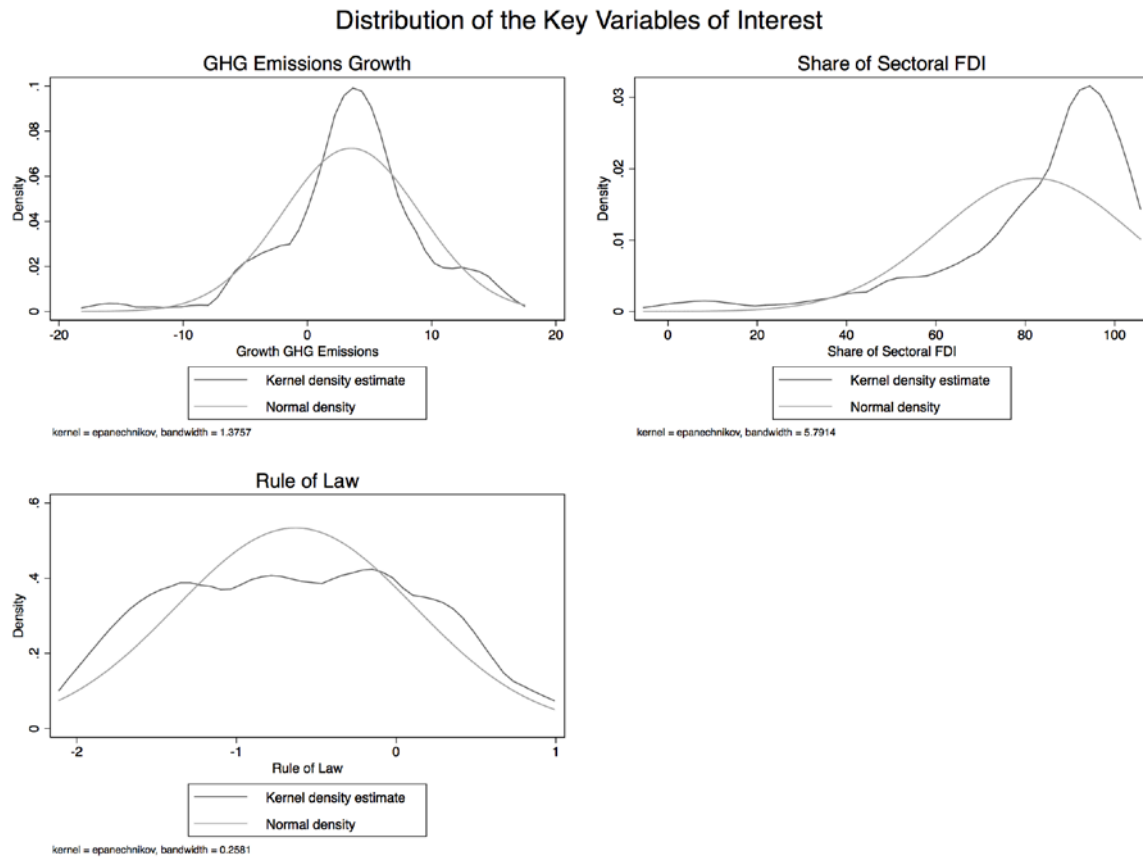 Distribution of the Key Variables of Interest
GHG Emissions Growth
Density
0
.02
.04
.06
.08
.1
-20
-10
0
10
20
Growth GHG Emissions
Kernel density estimate
Normal density
kernel = epanechnikov, bandwidth = 1.3757
Share of Sectoral FDI
Density
0
.01
.02
.03
0
20
40
60
80
100
Share of Sectoral FDI
Kernel density estimate
Normal density
kernel = epanechnikov, bandwidth = 5.7914
Rule of Law
Density
0
.2
.4
.6
-2
-1
0
1
Rule of Law
Kernel density estimate
Normal density
kernel = epanechnikov, bandwidth = 0.2581